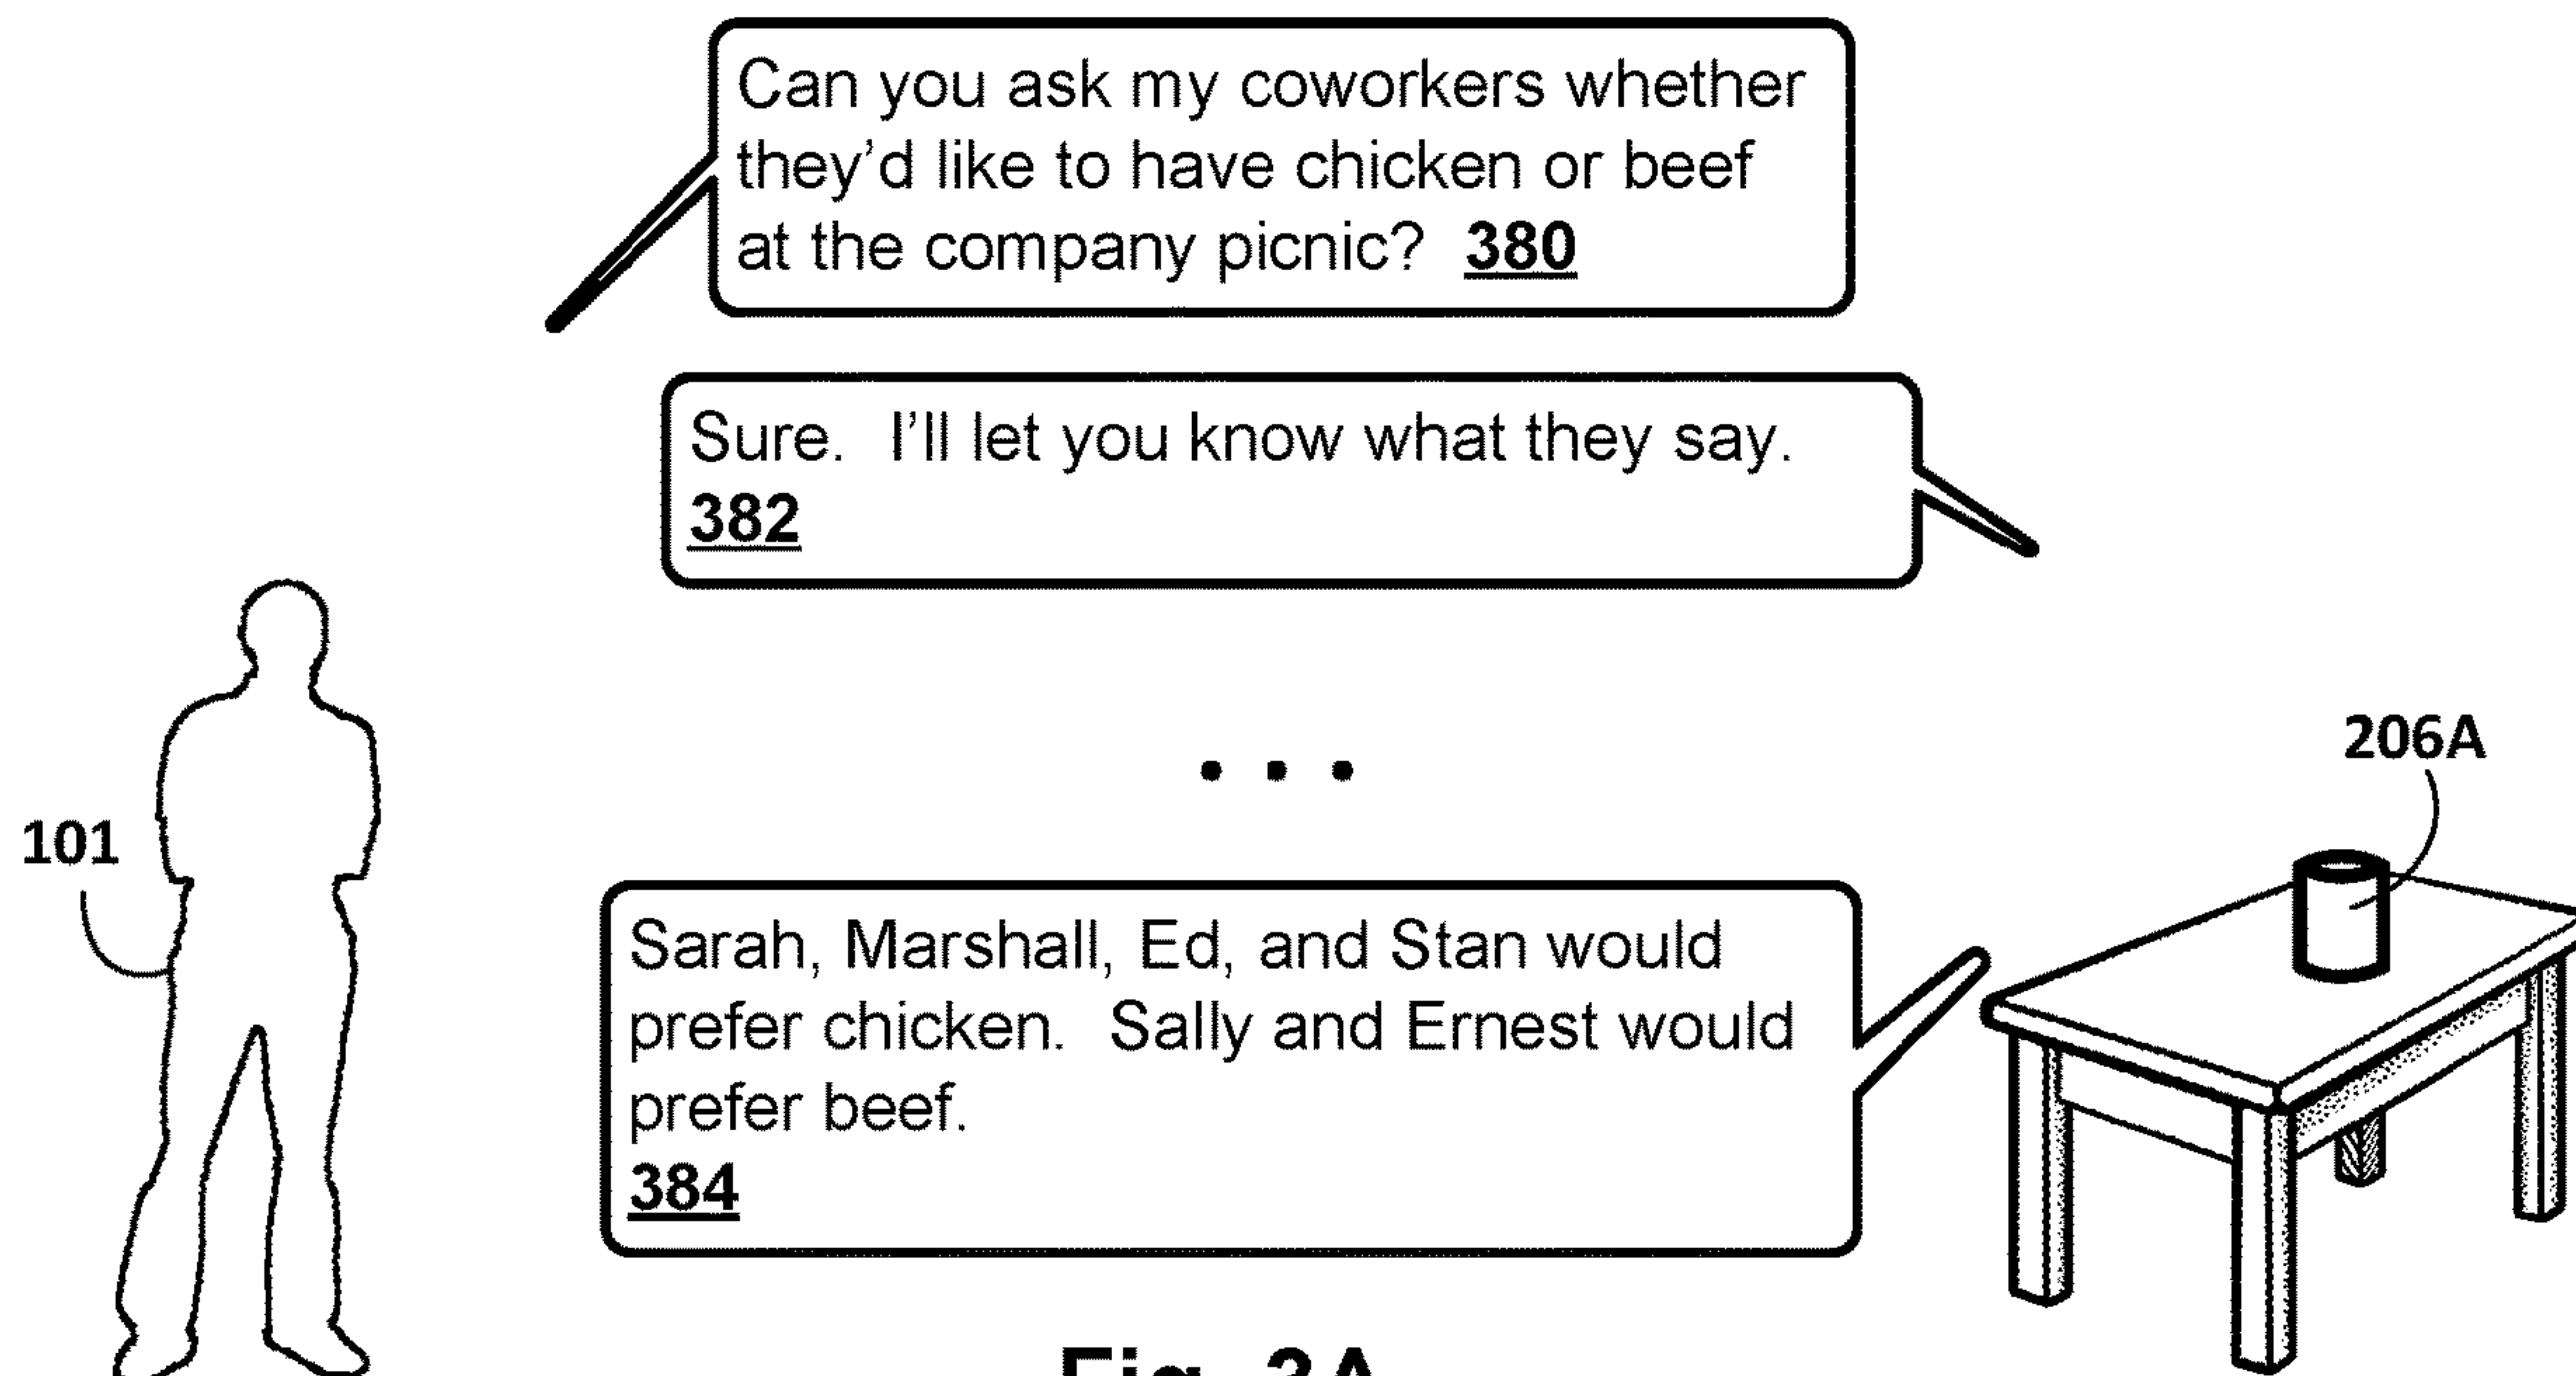 Can you ask my coworkers whether
they'd like to have chicken or beef
at the company picnic? 380
Sure. I'll let you know what they say.
382
206A
101
Sarah, Marshall, Ed, and Stan would
prefer chicken. Sally and Ernest would
prefer beef.
384
Fig. 3A